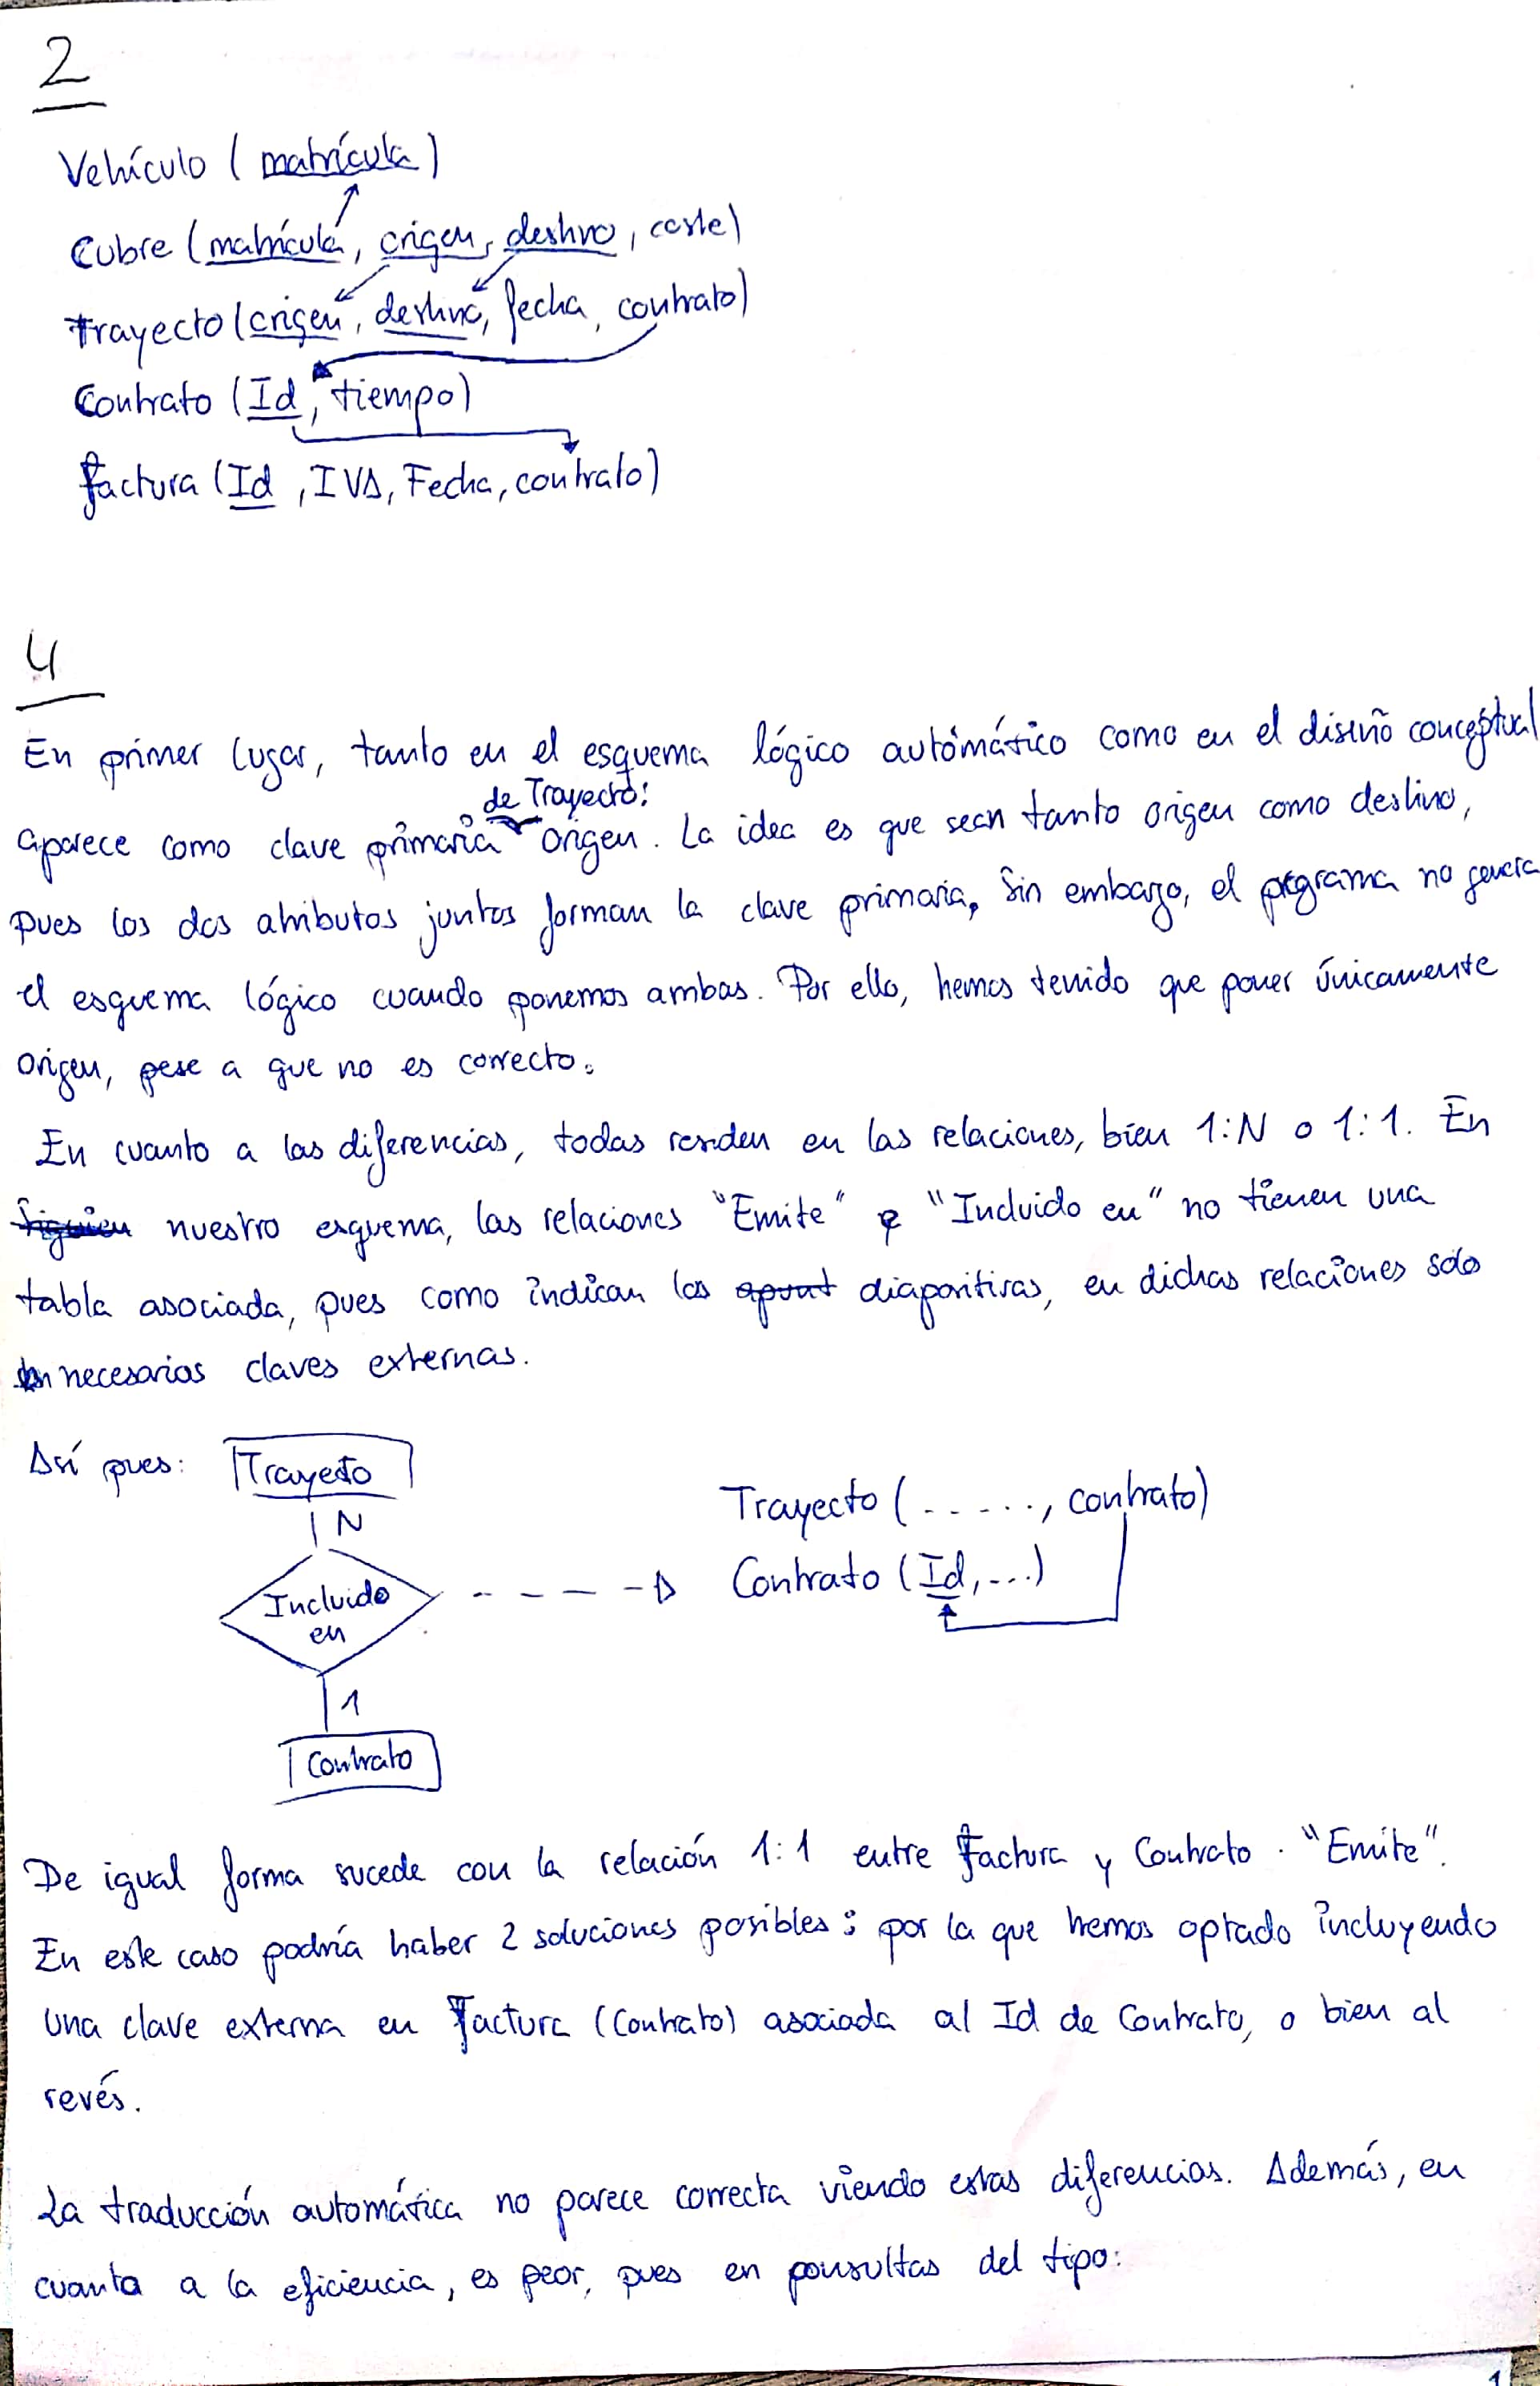 2
Vehículo (matrícula)
Cubre (matrícula, origen, destino, coste)
Trayecto (origen, destino, fecha, contrato)
Contrato (Id, tiempo)
Factura (Id, IVA, Fecha, contrato)
4
En primer lugar, tanto en el esquema lógico automático como en el diseño conceptual
de Trayecto:
aparece como clave primaria origen. La idea es que sean tanto origen como destino,
pues los dos atributos juntos forman la clave primaria, Sin embargo, el programa no genera
el esquema lógico cuando ponemos ambas. Por ello, hemos tenido que poner únicamente
origen, pese a que no es correcto.
En cuanto a las diferencias, todas residen en las relaciones, bien 1:N o 1:1. En
nuestro esquema, las relaciones "Emite" e "Incluido en" no tienen una
tabla asociada, pues como indican las diapositivas, en dichas relaciones solo
son necesarias claves externas.
Así pues: Trayecto
N
Trayecto (......, contrato)
Incluido
en
Contrato (Id,...)
1
Contrato
De igual forma sucede con la relación 1:1 entre Factura y Contrato. "Emite".
En este caso podría haber 2 soluciones posibles: por la que hemos optado incluyendo
una clave externa en Factura (Contrato) asociada al Id de Contrato, o bien al
revés.
La traducción automática no parece correcta viendo estas diferencias. Además, en
cuanto a la eficiencia, es peor, pues en consultas del tipo:
1